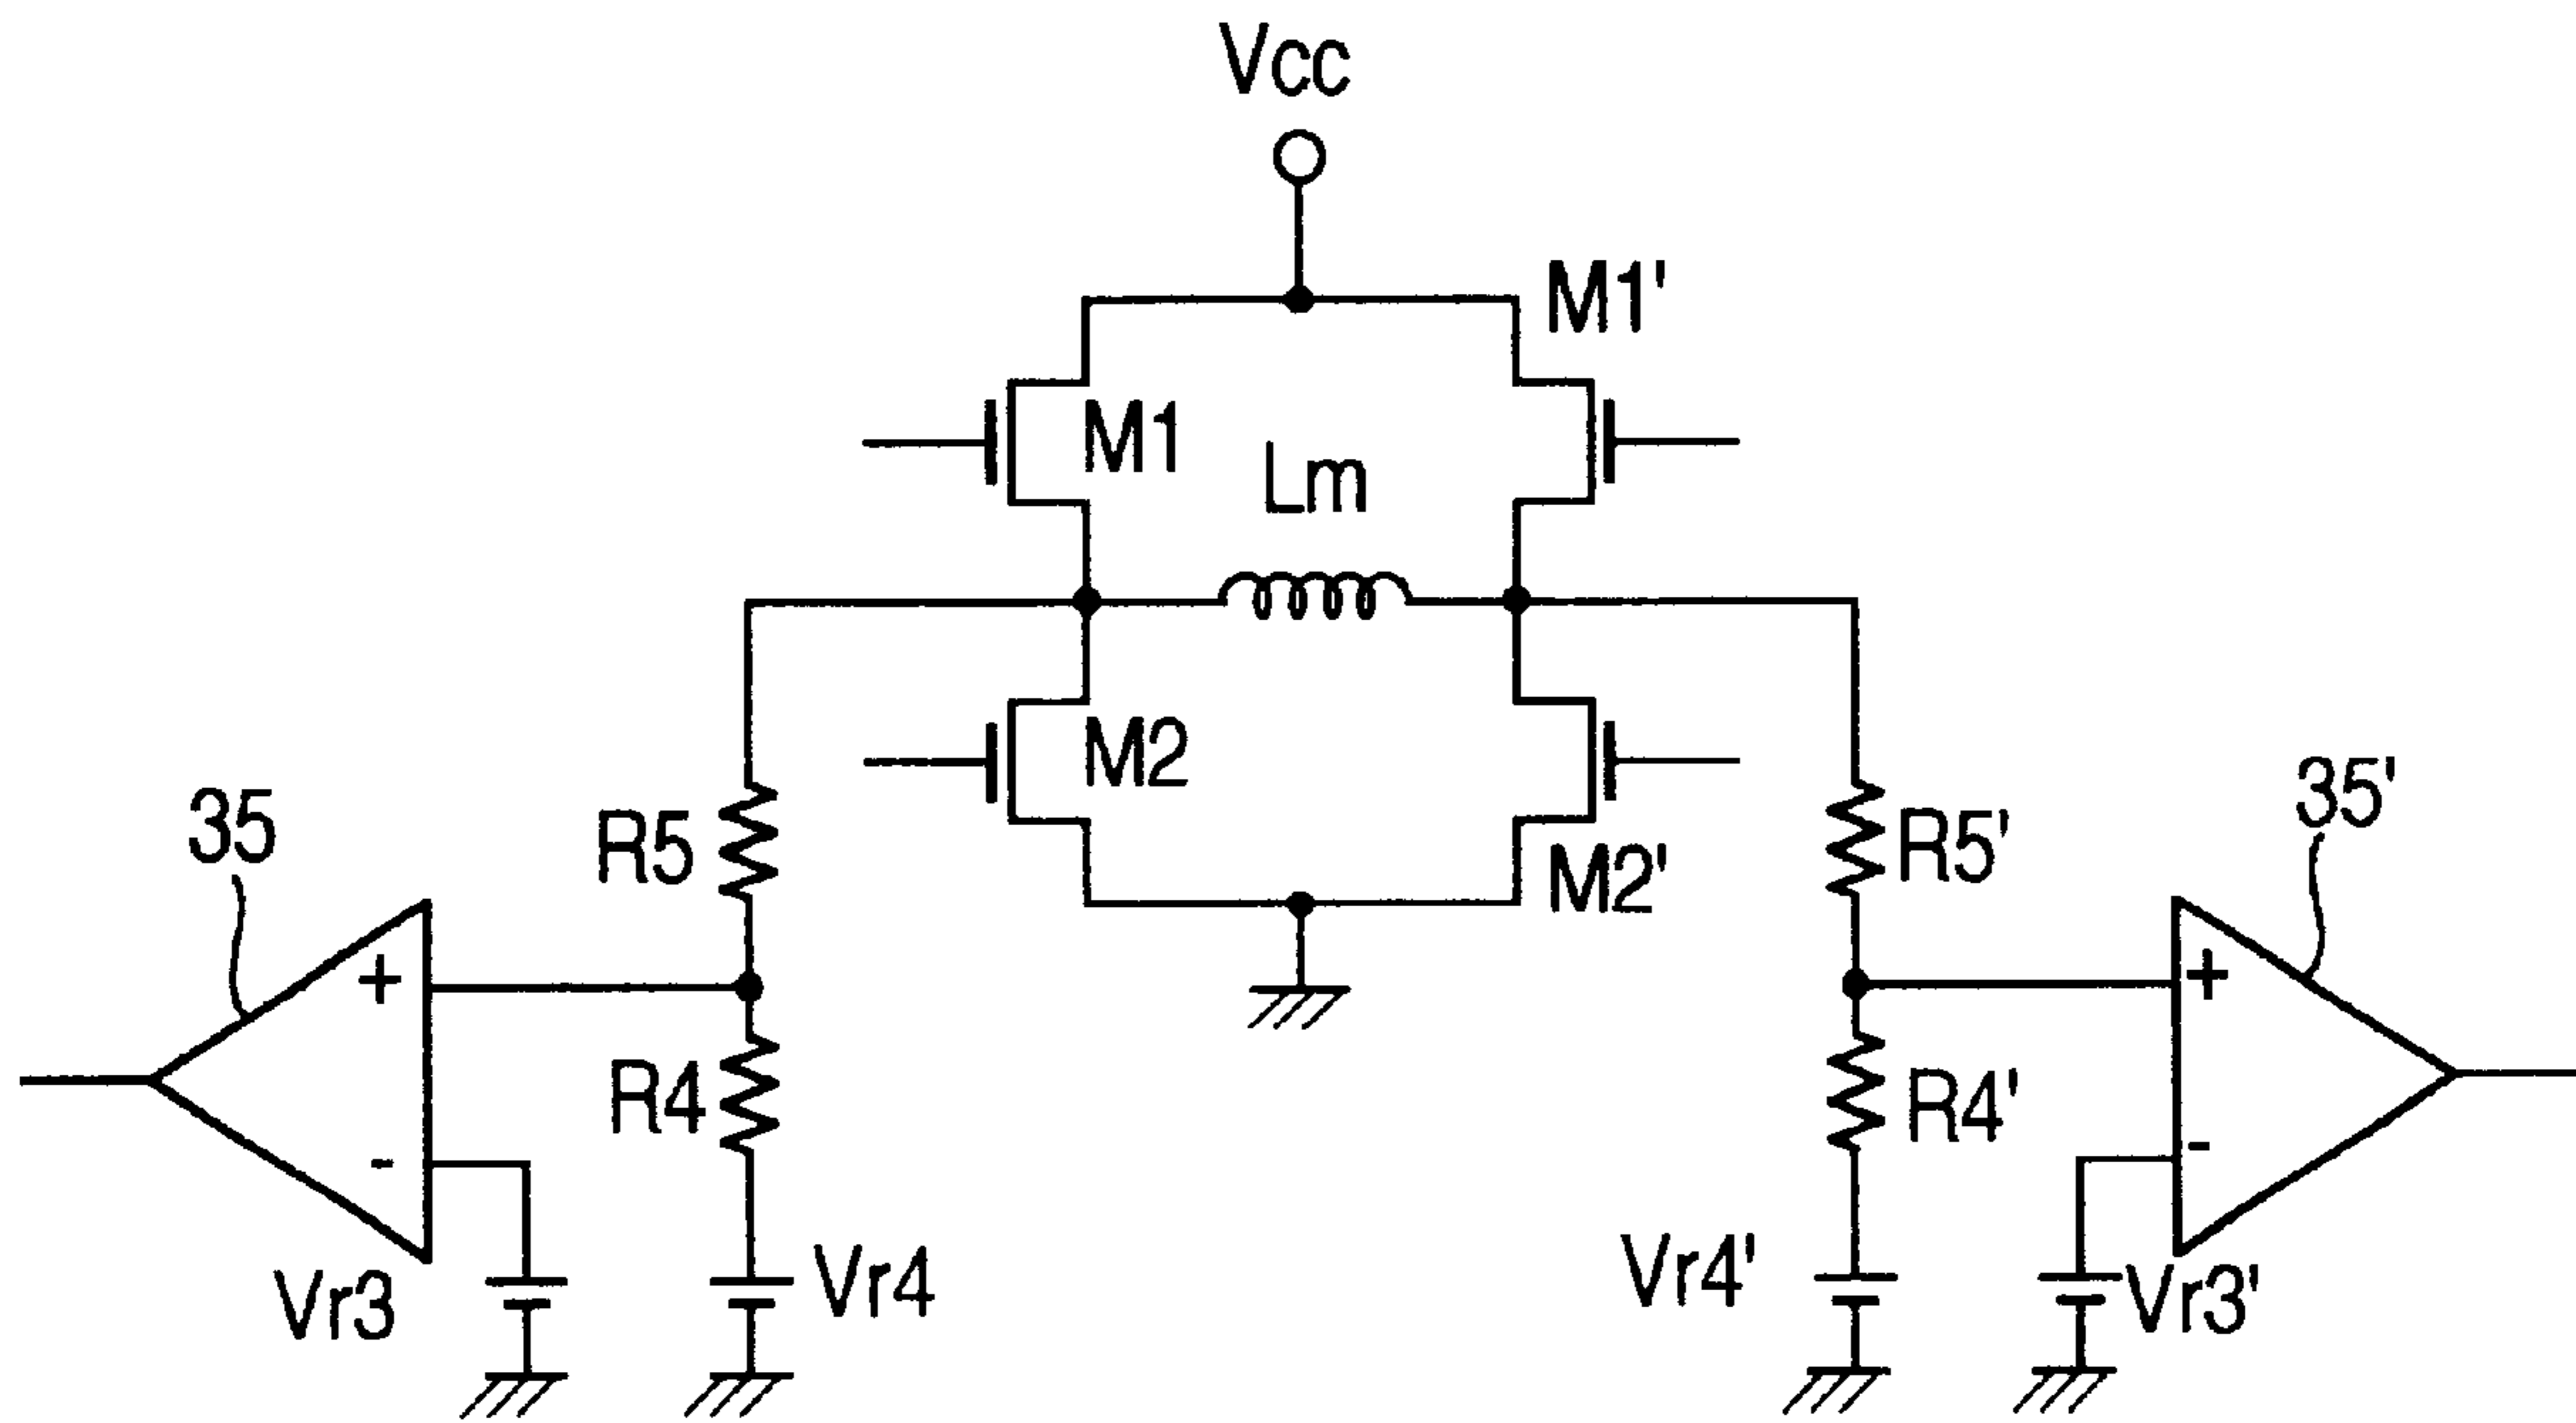 Vcc
M1'
M1
Lm
M2
35
R5
35'
R5'
M2'
+
+
R4
R4'
-
-
Vr3
Vr4
Vr4'
Vr3'